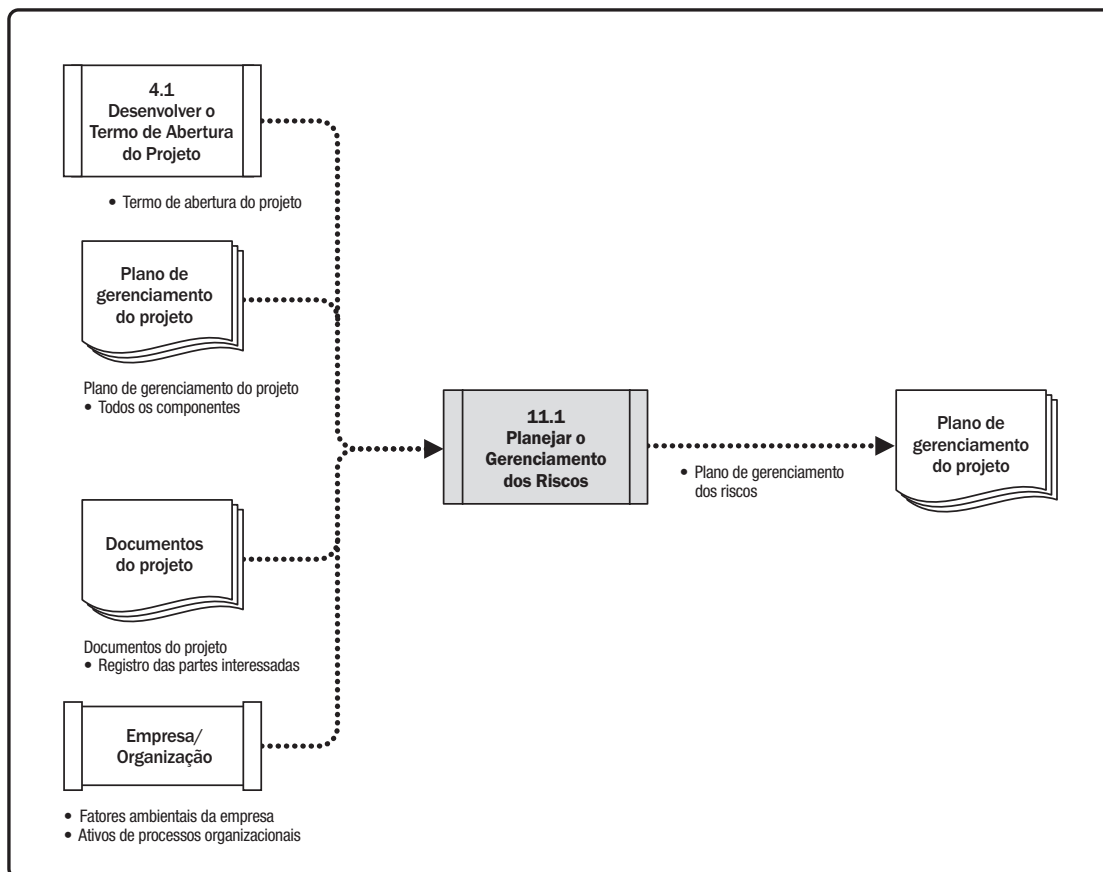 4.1
Desenvolver o
Termo de Abertura
do Projeto
• Termo de abertura do projeto
Plano de
gerenciamento
do projeto
Plano de gerenciamento do projeto
• Todos os componentes
Documentos
do projeto
Documentos do projeto
• Registro das partes interessadas
Empresa/
Organização
• Fatores ambientais da empresa
• Ativos de processos organizacionais
11.1
Planejar o
Gerenciamento
dos Riscos
• Plano de gerenciamento
dos riscos
Plano de
gerenciamento
do projeto